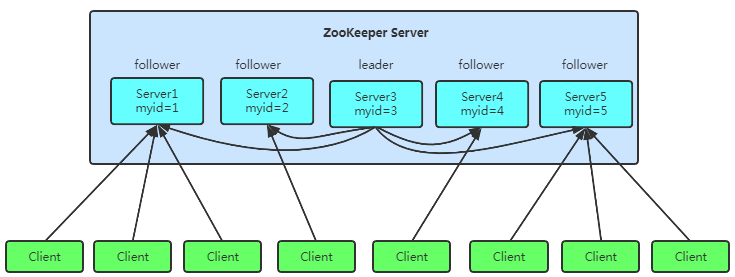 ZooKeeper Server
follower
follower
leader
follower
follower
Server1
myid=1
Server2
myid=2
Server3
myid=3
Server4
myid=4
Server5
myid=5
Client
Client
Client
Client
Client
Client
Client
Client